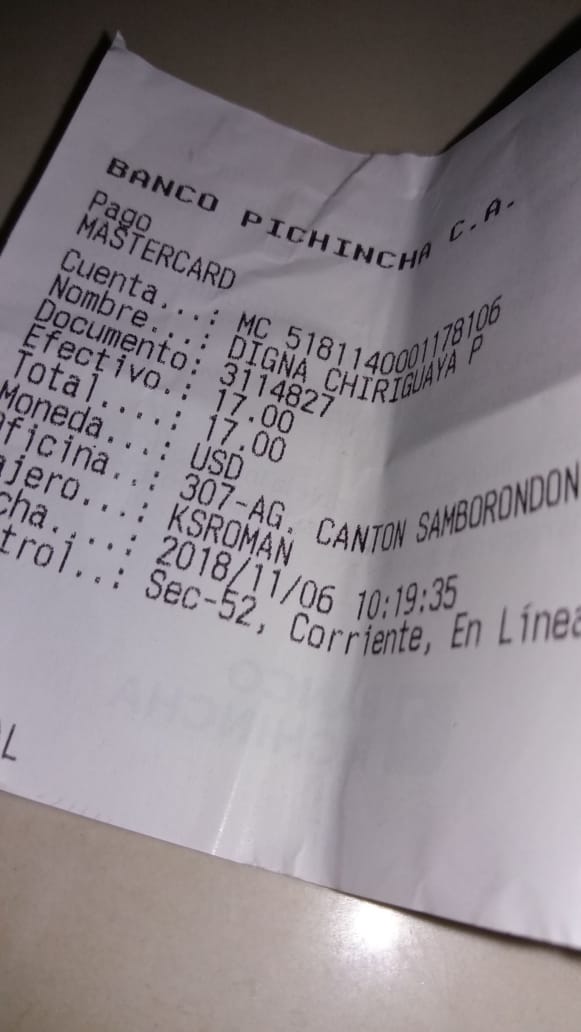 BANCO PICHINCHA C.A.
Pago
MASTERCARD
Cuenta...: MC 5181140001178106
Nombre...: DIGNA CHIRIGUAYA P
Documento: 3114827
Efectivo.: 17.00
Total....: 17.00
Moneda...: USD
Oficina..: 307-AG. CANTON SAMBORONDON
ajero...: KSROMAN
cha....: 2018/11/06 10:19:35
trol..: Sec-52, Corriente, En Línea
L